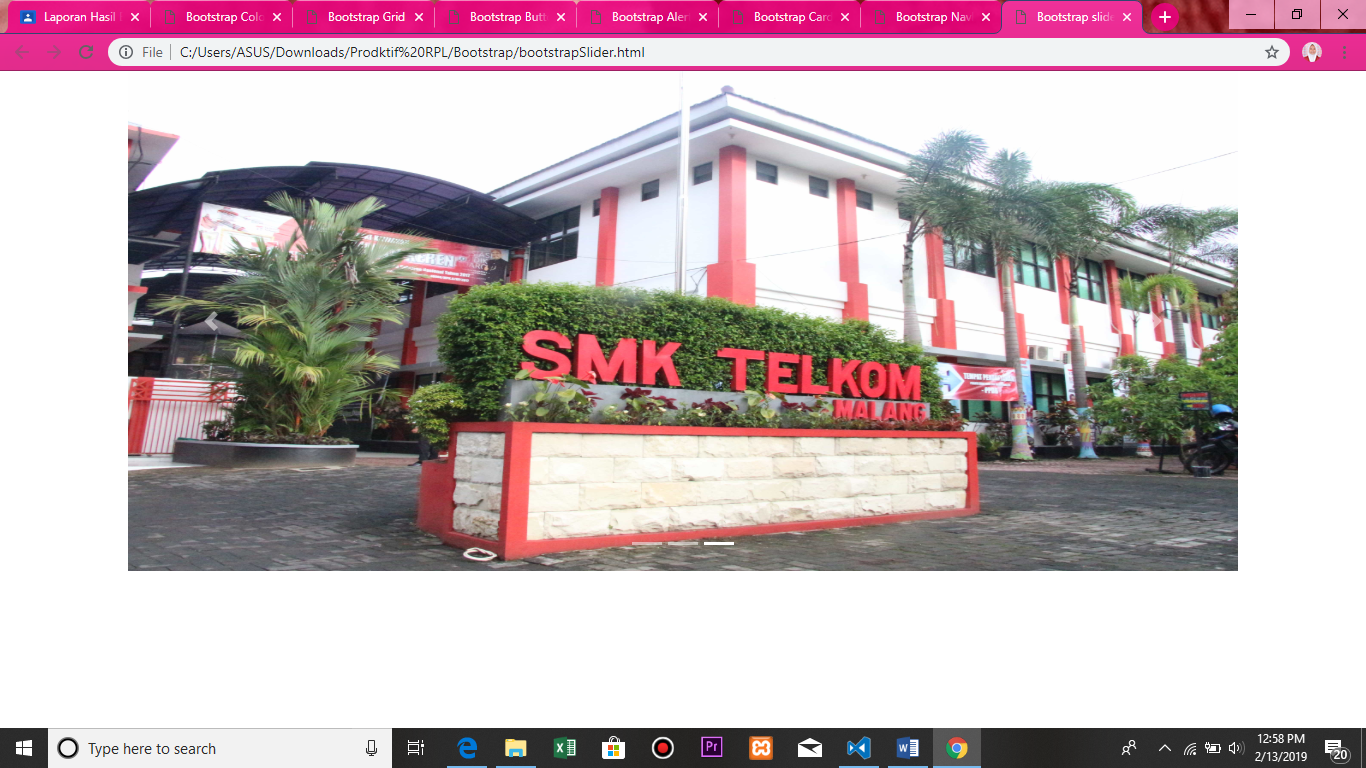 Laporan Hasil
Bootstrap Colo
Bootstrap Grid
Bootstrap Butt
Bootstrap Aler
Bootstrap Card
Bootstrap Nav
Bootstrap slide
File
C:/Users/ASUS/Downloads/Prodktif%20RPL/Bootstrap/bootstrapSlider.html
SMK TELKOM
MALANG
TEMPAT
Type here to search
12:58 PM
2/13/2019
20